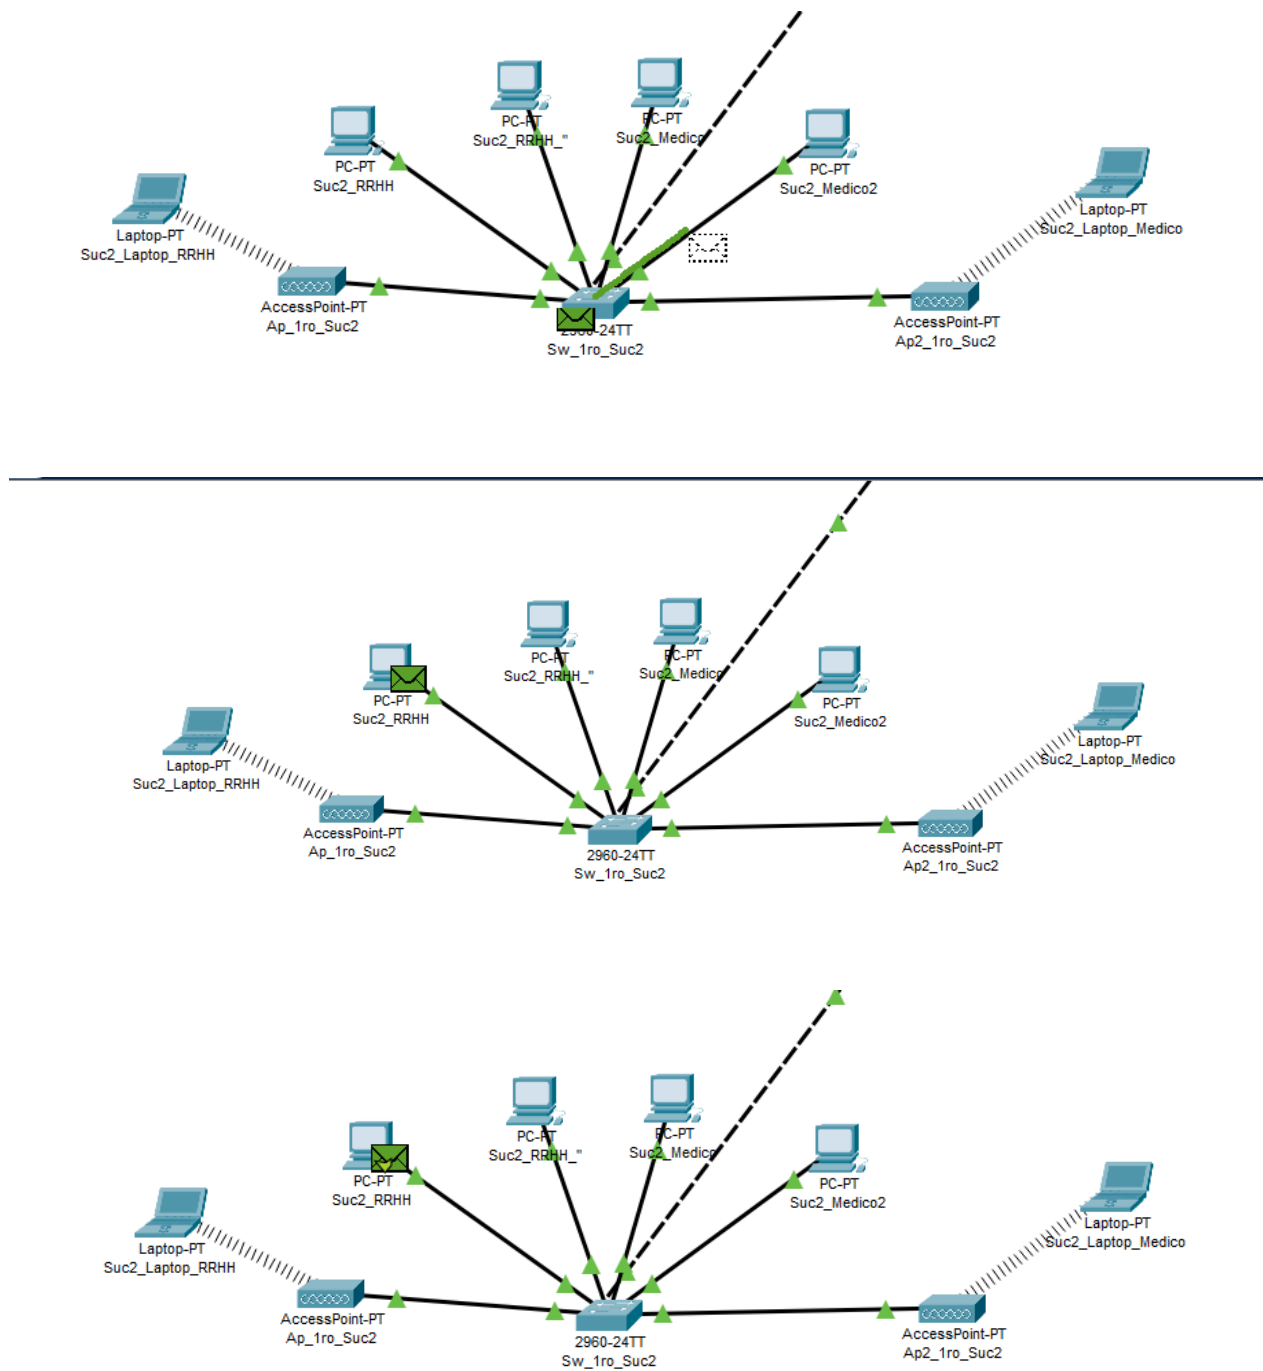 PC-PT
Suc2_RRHH
PC-PT
Suc2_RRHH_"
PC-PT
Suc2_Medico
PC-PT
Suc2_Medico2
Laptop-PT
Suc2_Laptop_RRHH
Laptop-PT
Suc2_Laptop_Medico
AccessPoint-PT
Ap_1ro_Suc2
2960-24TT
Sw_1ro_Suc2
AccessPoint-PT
Ap2_1ro_Suc2
PC-PT
Suc2_RRHH
PC-PT
Suc2_RRHH_"
PC-PT
Suc2_Medico
PC-PT
Suc2_Medico2
Laptop-PT
Suc2_Laptop_RRHH
Laptop-PT
Suc2_Laptop_Medico
AccessPoint-PT
Ap_1ro_Suc2
2960-24TT
Sw_1ro_Suc2
AccessPoint-PT
Ap2_1ro_Suc2
PC-PT
Suc2_RRHH
PC-PT
Suc2_RRHH_"
PC-PT
Suc2_Medico
PC-PT
Suc2_Medico2
Laptop-PT
Suc2_Laptop_RRHH
Laptop-PT
Suc2_Laptop_Medico
AccessPoint-PT
Ap_1ro_Suc2
2960-24TT
Sw_1ro_Suc2
AccessPoint-PT
Ap2_1ro_Suc2